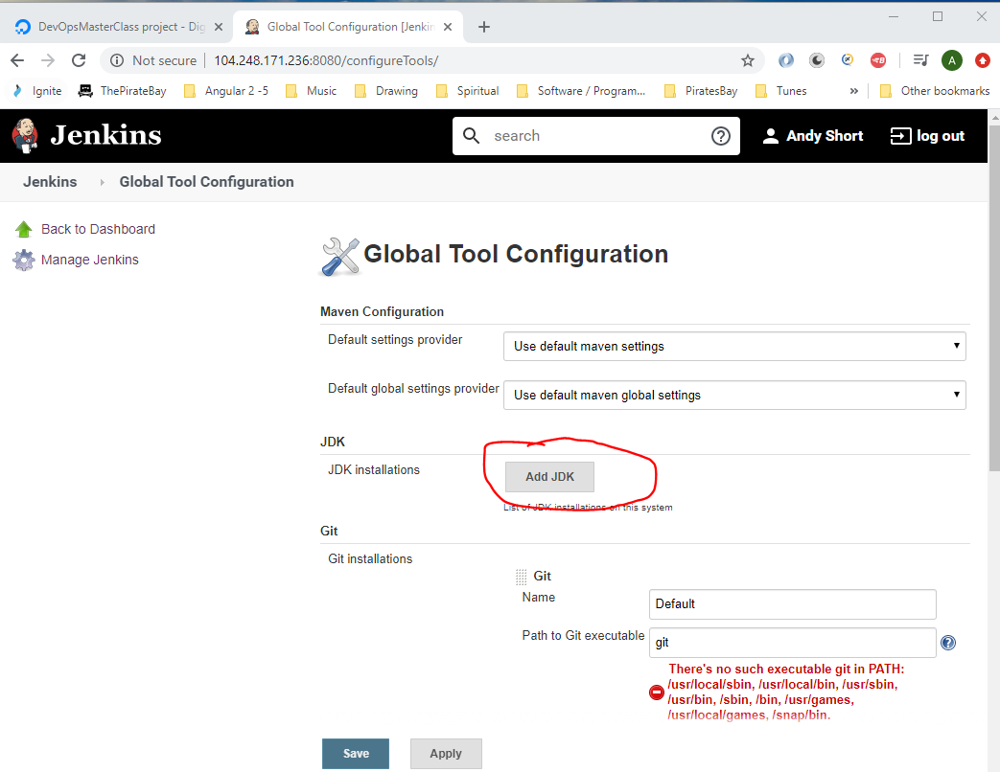 DevOpsMasterClass project - Dig
Global Tool Configuration [Jenkin
Not secure | 104.248.171.236:8080/configureTools/
A
Ignite ThePirateBay Angular 2 -5 Music Drawing Spiritual Software / Program... PiratesBay Tunes » Other bookmarks
Jenkins search Andy Short log out
Jenkins Global Tool Configuration
Back to Dashboard
Manage Jenkins
Global Tool Configuration
Maven Configuration
Default settings provider Use default maven settings
Default global settings provider Use default maven global settings
JDK
JDK installations Add JDK
List of JDK installations on this system
Git
Git installations
Git
Name Default
Path to Git executable git
There's no such executable git in PATH:
/usr/local/sbin, /usr/local/bin, /usr/sbin,
/usr/bin, /sbin, /bin, /usr/games,
/usr/local/games, /snap/bin.
Save Apply